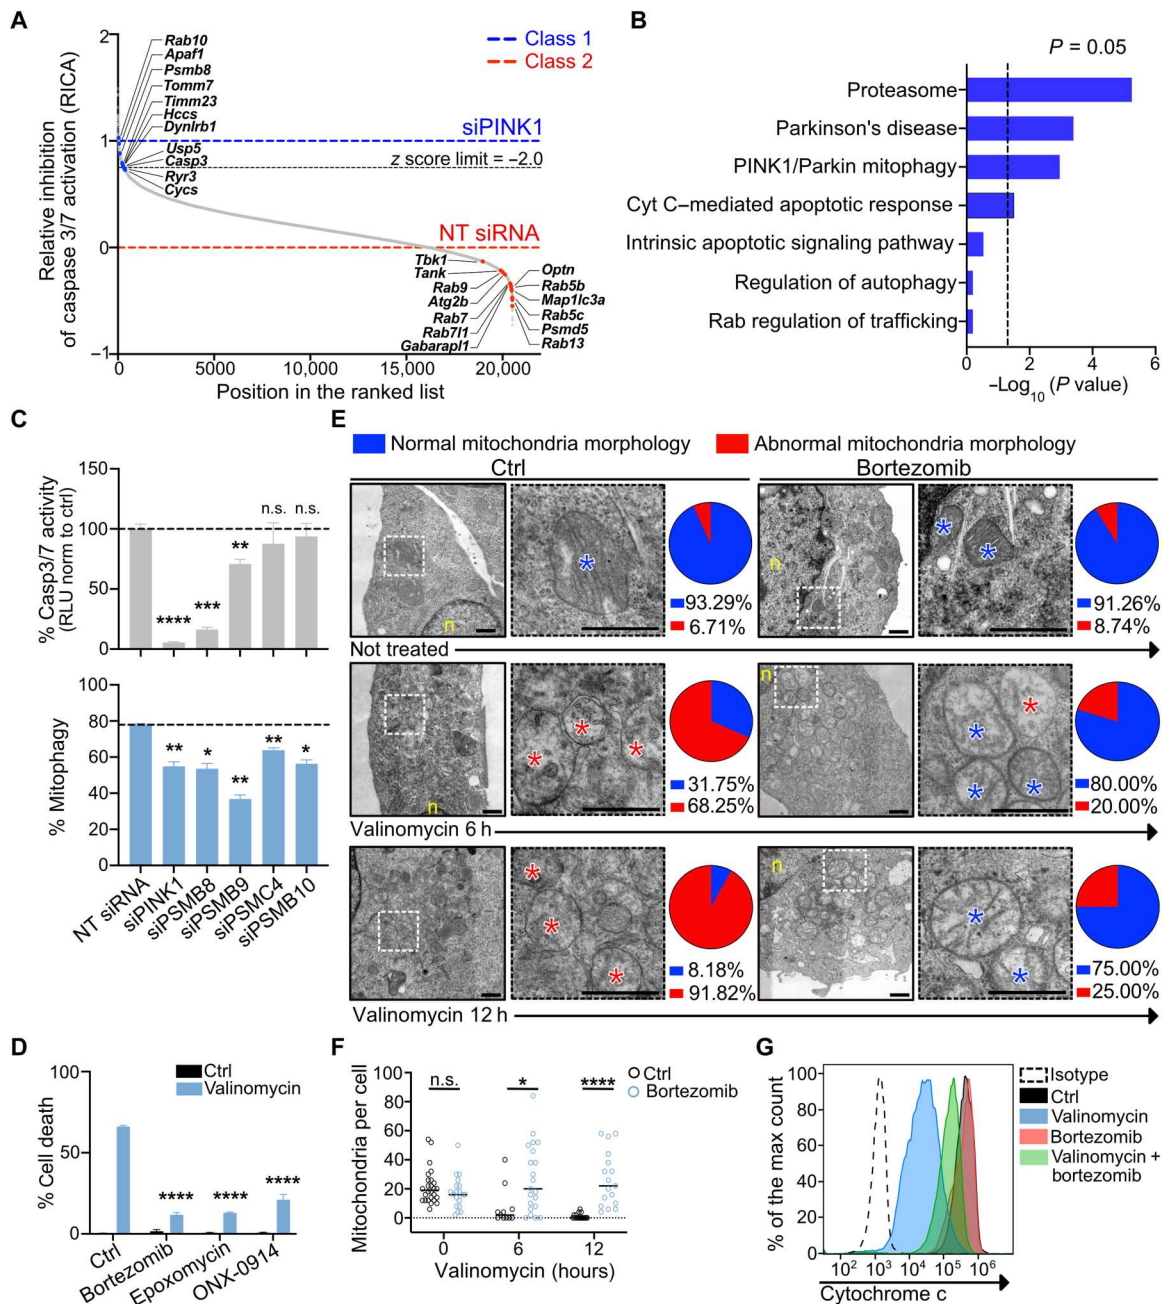 A
Relative inhibition
of caspase 3/7 activation (RICA)
2
1
0
−1
Rab10
Apaf1
Psmb8
Tomm7
Timm23
Hccs
Dynlrb1
Usp5
Casp3
Ryr3
Cycs
Class 1
Class 2
siPINK1
z score limit = −2.0
NT siRNA
Tbk1
Tank
Rab9
Atg2b
Rab7
Rab7l1
Gabarapl1
Optn
Rab5b
Map1lc3a
Rab5c
Psmd5
Rab13
0 5000 10,000 15,000 20,000
Position in the ranked list
B
P = 0.05
Proteasome
Parkinson's disease
PINK1/Parkin mitophagy
Cyt C–mediated apoptotic response
Intrinsic apoptotic signaling pathway
Regulation of autophagy
Rab regulation of trafficking
0 2 4 6
−Log10 (P value)
C
% Casp3/7 activity
(RLU norm to ctrl)
150
100
50
0
**** *** ** n.s. n.s.
% Mitophagy
100
80
60
40
20
0
** * ** ** *
NT siRNA
siPINK1
siPSMB8
siPSMB9
siPSMC4
siPSMB10
D
% Cell death
100
50
0
Ctrl
Valinomycin
**** **** ****
Ctrl
Bortezomib
Epoxomycin
ONX-0914
E
Normal mitochondria morphology
Abnormal mitochondria morphology
Ctrl
Bortezomib
n
*
93.29%
6.71%
n
* *
91.26%
8.74%
Not treated
n
* * *
31.75%
68.25%
n
* * * *
80.00%
20.00%
Valinomycin 6 h
* * *
8.18%
91.82%
n
* *
75.00%
25.00%
Valinomycin 12 h
F
Mitochondria per cell
100
80
60
40
20
0
n.s. * ****
Ctrl
Bortezomib
0 6 12
Valinomycin (hours)
G
% of the max count
100
80
60
40
20
0
Isotype
Ctrl
Valinomycin
Bortezomib
Valinomycin +
bortezomib
10² 10³ 10⁴ 10⁵ 10⁶
Cytochrome c